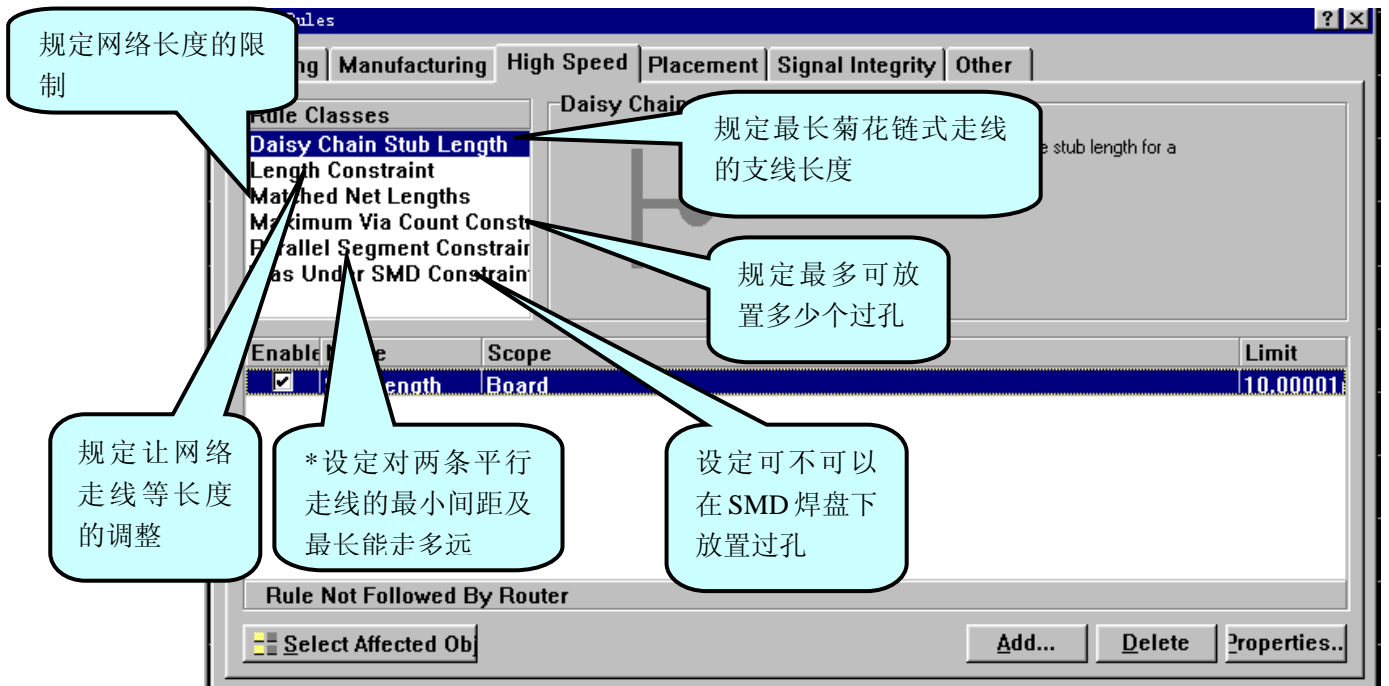 Rules
规定网络长度的限
制
Manufacturing
High Speed
Placement
Signal Integrity
Other
Rule Classes
Daisy Chain Stub Length
Length Constraint
Matched Net Lengths
Maximum Via Count Constr
Parallel Segment Constrain
Vias Under SMD Constrain
Daisy Chain
stub length for a
规定最长菊花链式走线
的支线长度
规定最多可放
置多少个过孔
Enable
Scope
Limit
Board
10.00001
规定让网络
走线等长度
的调整
*设定对两条平行
走线的最小间距及
最长能走多远
设定可不可以
在 SMD 焊盘下
放置过孔
Rule Not Followed By Router
Select Affected Obj
Add...
Delete
Properties..